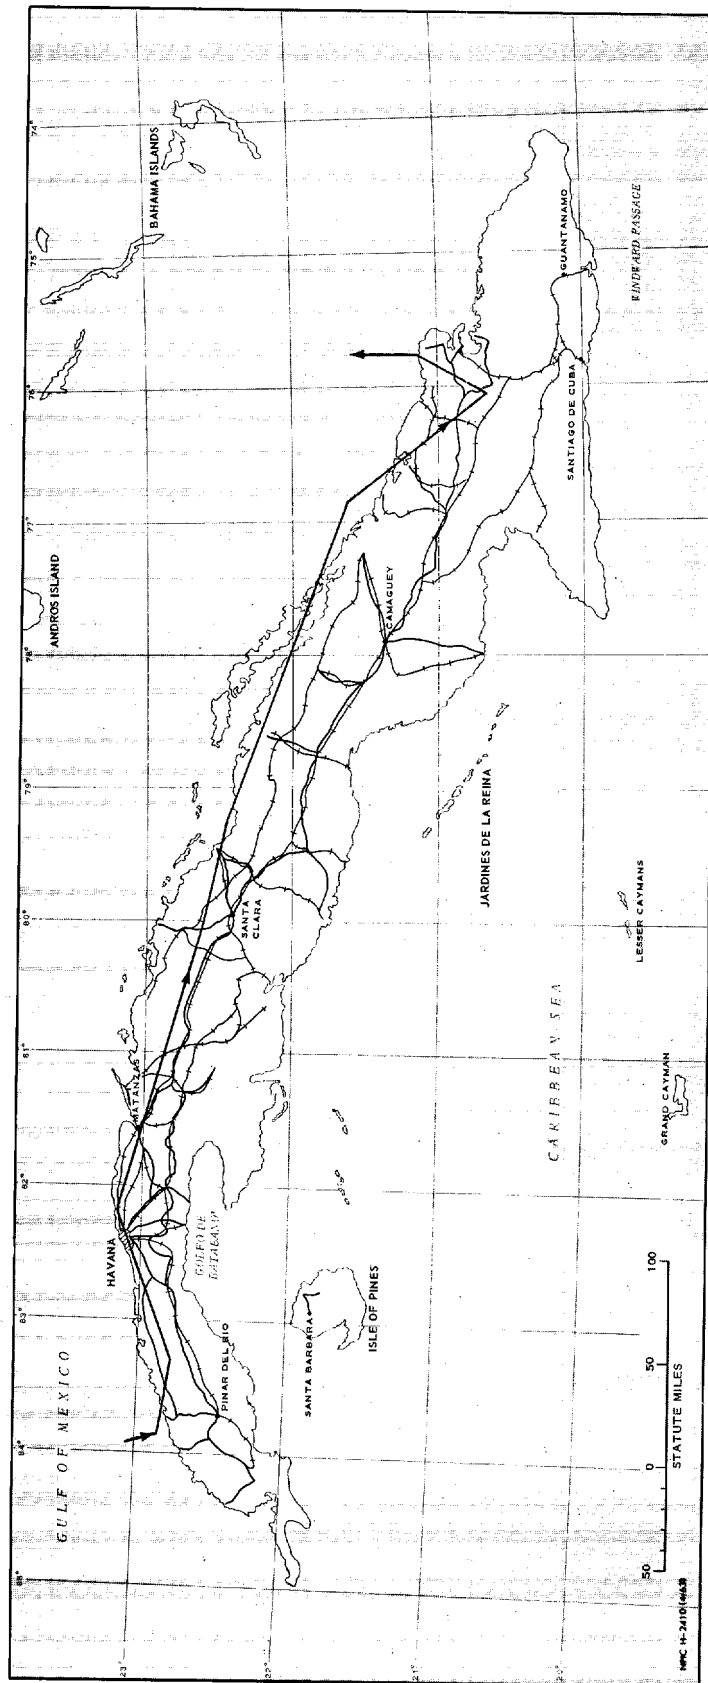 GULF OF MEXICO
HAVANA
MATANZAS
PINAR DEL RIO
GOLFO DE
BATABANO
SANTA BARBARA
ISLE OF PINES
SANTA
CLARA
CAMAGUEY
ANDROS ISLAND
BAHAMA ISLANDS
JARDINES DE LA REINA
CARIBBEAN SEA
LESSER CAYMANS
GRAND CAYMAN
SANTIAGO DE CUBA
GUANTANAMO
WINDWARD PASSAGE
84°
83°
82°
81°
80°
79°
78°
77°
76°
75°
74°
23°
22°
21°
20°
50 0 50 100
STATUTE MILES